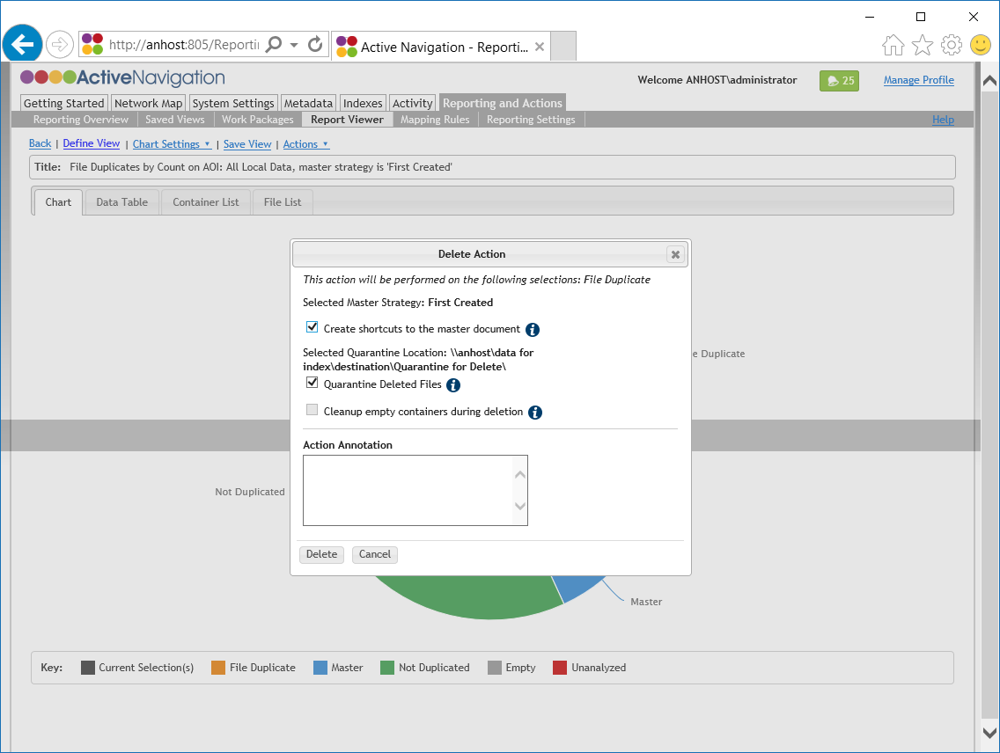 http://anhost:805/Reportin
Active Navigation - Reporti...
ActiveNavigation
Welcome ANHOST\administrator
25
Manage Profile
Getting Started
Network Map
System Settings
Metadata
Indexes
Activity
Reporting and Actions
Reporting Overview
Saved Views
Work Packages
Report Viewer
Mapping Rules
Reporting Settings
Help
Back | Define View | Chart Settings | Save View | Actions
Title: File Duplicates by Count on AOI: All Local Data, master strategy is 'First Created'
Chart
Data Table
Container List
File List
Delete Action
This action will be performed on the following selections: File Duplicate
Selected Master Strategy: First Created
Create shortcuts to the master document
Selected Quarantine Location: \\anhost\data for
index\destination\Quarantine for Delete\
Quarantine Deleted Files
Cleanup empty containers during deletion
Action Annotation
Delete
Cancel
e Duplicate
Not Duplicated
Master
Key:
Current Selection(s)
File Duplicate
Master
Not Duplicated
Empty
Unanalyzed